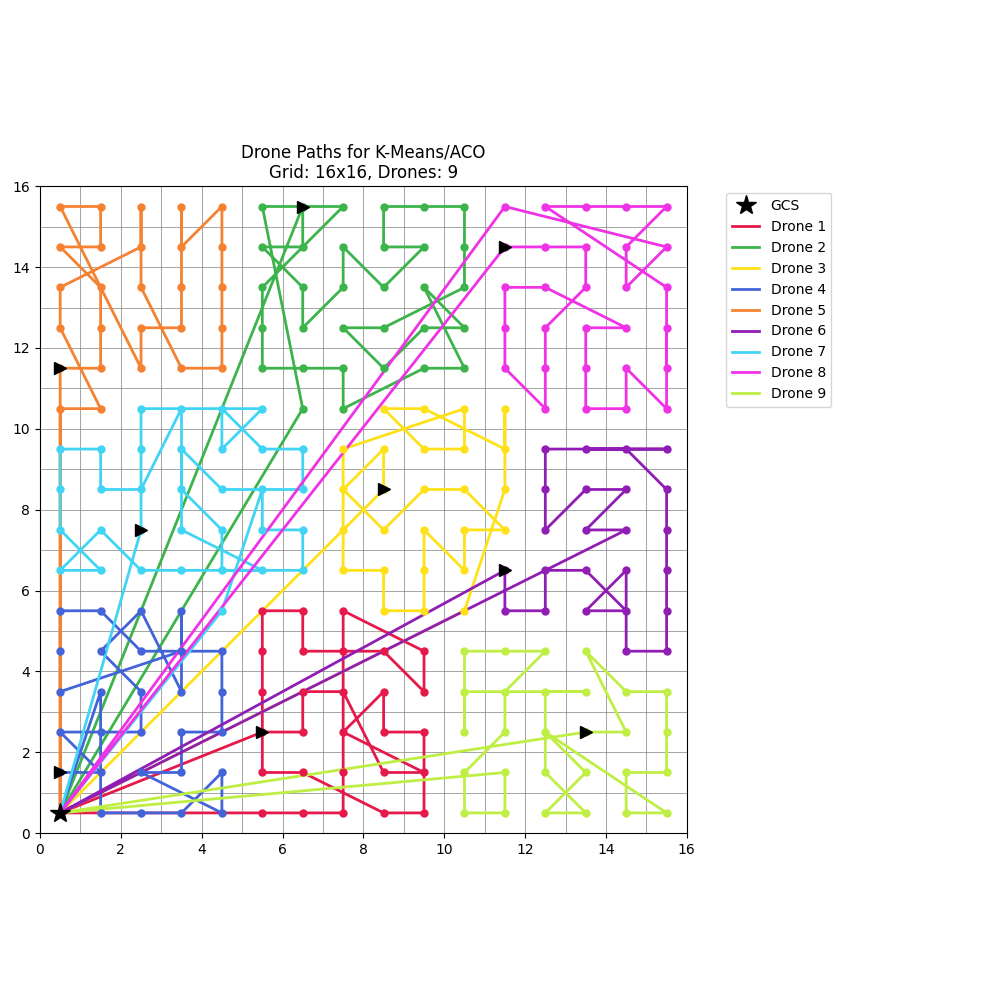 Drone Paths for K-Means/ACO
Grid: 16x16, Drones: 9
16
14
12
10
8
6
4
2
0
0 2 4 6 8 10 12 14 16
GCS
Drone 1
Drone 2
Drone 3
Drone 4
Drone 5
Drone 6
Drone 7
Drone 8
Drone 9